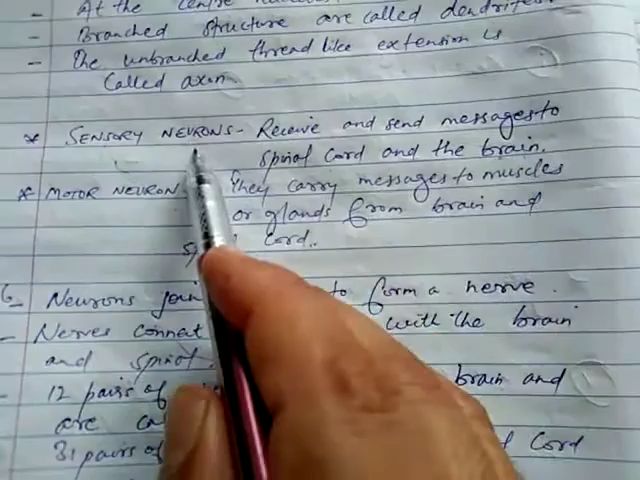 - At the centre
- Branched structure are called dendrites
- The unbranched thread like extension is
called axon
* SENSORY NEURONS - Receive and send messages to
spinal cord and the brain.
* MOTOR NEURON they carry messages to muscles
or glands from brain and
cord.
6_ Neurons join to form a nerve.
- Nerves connect with the brain
and spinal
12 pairs of brain and
are
31 pairs of cord